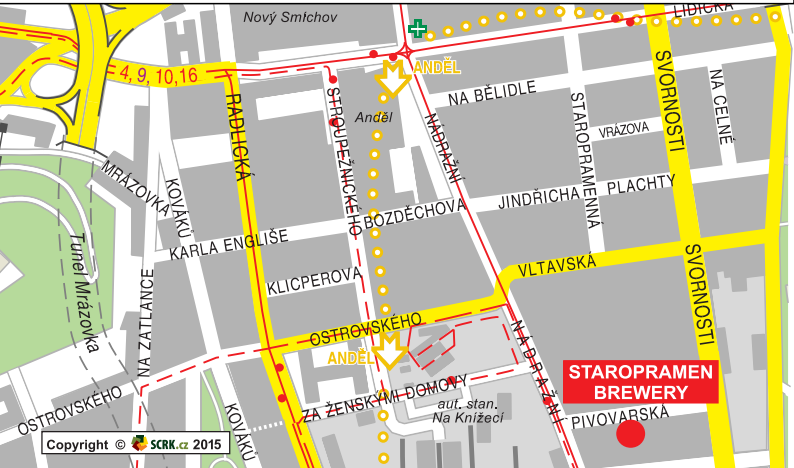 Nový Smíchov
LIDICKÁ
ANDĚL
4, 9, 10, 16
RADLICKÁ
STROUPEŽNICKÉHO
Anděl
NÁDRAŽNÍ
NA BĚLIDLE
STAROPRAMENNÁ
SVORNOSTI
NA CELNÉ
VRÁZOVA
MRÁZOVKA
KOVÁKŮ
JINDŘICHA PLACHTY
BOZDĚCHOVA
KARLA ENGLIŠE
Tunel Mrázovka
NA ZATLANCE
KLICPEROVA
VLTAVSKÁ
SVORNOSTI
OSTROVSKÉHO
ANDĚL
NÁDRAŽNÍ
STAROPRAMEN
BREWERY
OSTROVSKÉHO
KOVÁKŮ
ZA ŽENSKÝMI DOMOVY
aut. stan.
Na Knížecí
PIVOVARSKÁ
Copyright © SCRK.cz 2015